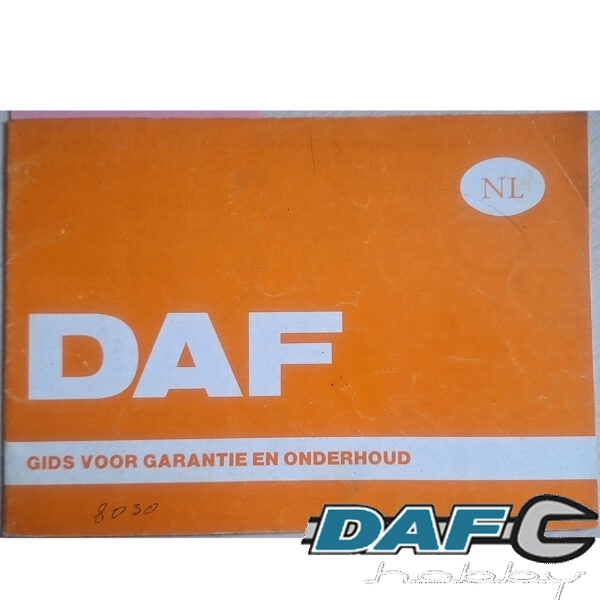 NL
DAF
GIDS VOOR GARANTIE EN ONDERHOUD
8030
DAF
hobby